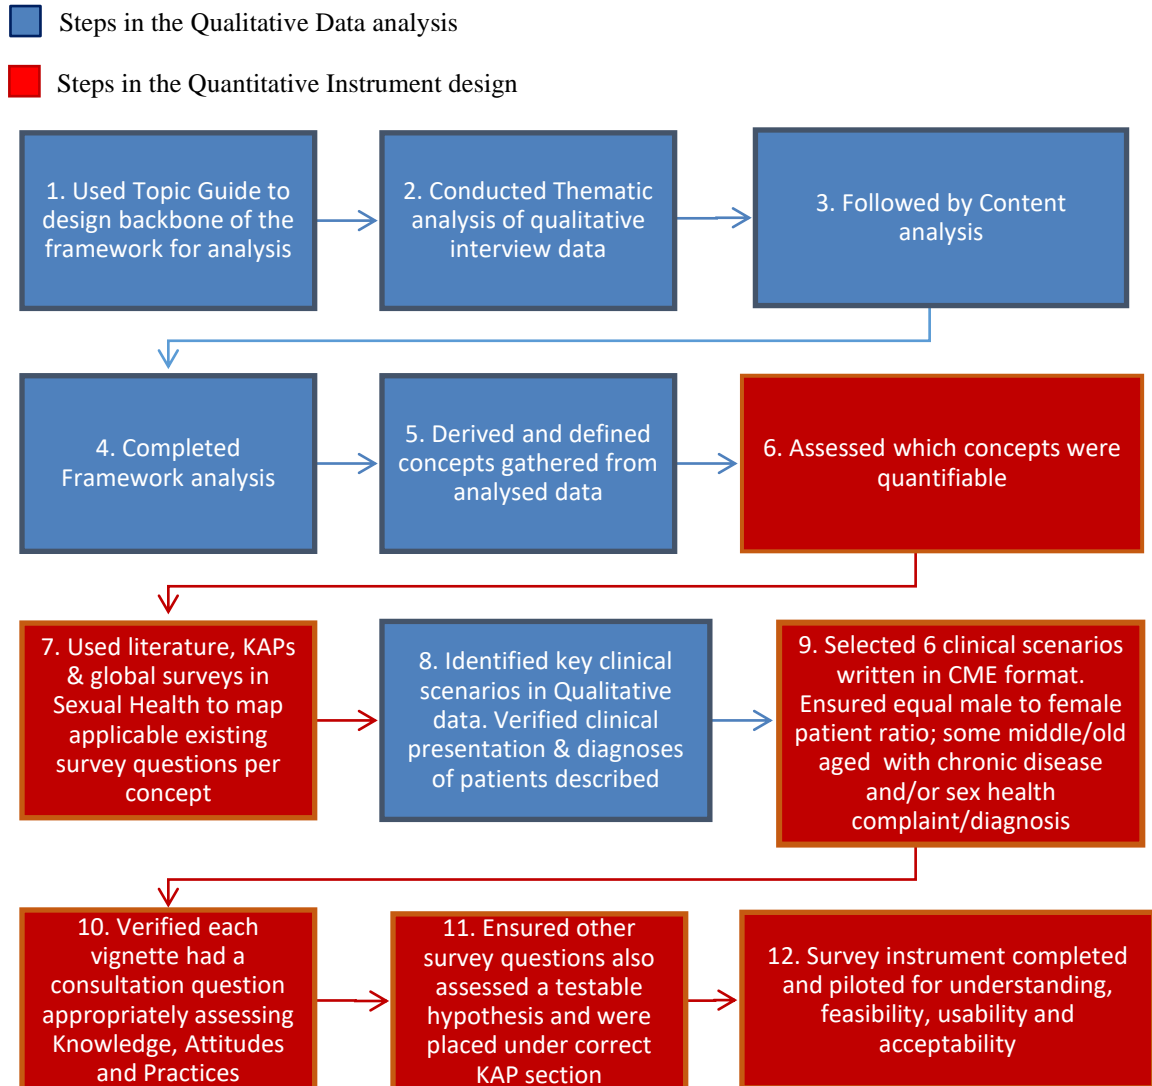 Steps in the Qualitative Data analysis
Steps in the Quantitative Instrument design
1. Used Topic Guide to
design backbone of the
framework for analysis
2. Conducted Thematic
analysis of qualitative
interview data
3. Followed by Content
analysis
4. Completed
Framework analysis
5. Derived and defined
concepts gathered from
analysed data
6. Assessed which concepts were
quantifiable
7. Used literature, KAPs
& global surveys in
Sexual Health to map
applicable existing
survey questions per
concept
8. Identified key clinical
scenarios in Qualitative
data. Verified clinical
presentation & diagnoses
of patients described
9. Selected 6 clinical scenarios
written in CME format.
Ensured equal male to female
patient ratio; some middle/old
aged with chronic disease
and/or sex health
complaint/diagnosis
10. Verified each
vignette had a
consultation question
appropriately assessing
Knowledge, Attitudes
and Practices
11. Ensured other
survey questions also
assessed a testable
hypothesis and were
placed under correct
KAP section
12. Survey instrument completed
and piloted for understanding,
feasibility, usability and
acceptability